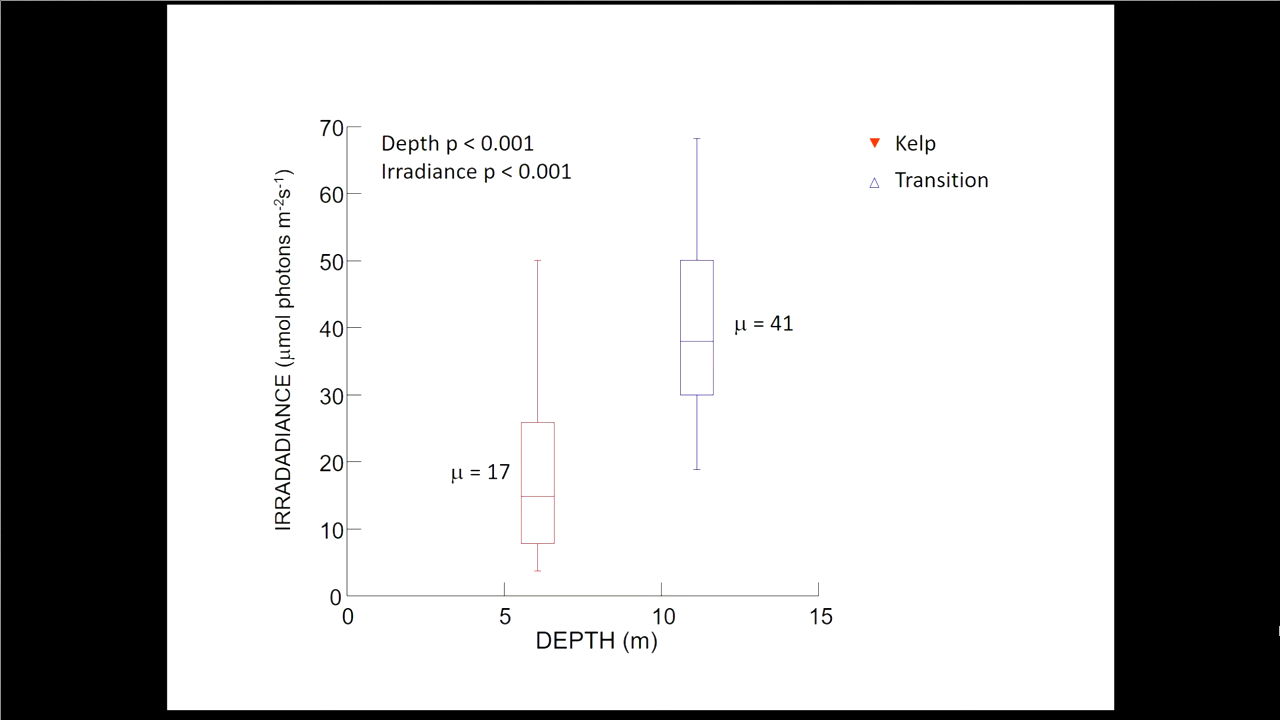 Depth p < 0.001
Irradiance p < 0.001
Kelp
Transition
IRRADADIANCE (μmol photons m-2s-1)
70
60
50
40
30
20
10
0
μ = 41
μ = 17
0 5 10 15
DEPTH (m)